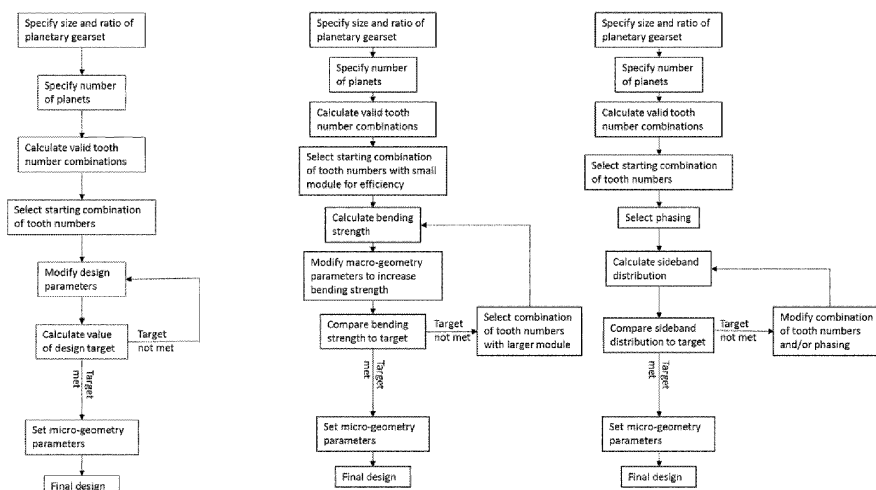 Specify size and ratio of
planetary gearset
Specify number
of planets
Calculate valid tooth
number combinations
Select starting combination
of tooth numbers
Modify design
parameters
Calculate value
of design target
Target
not met
Target
met
Set micro-geometry
parameters
Final design
Specify size and ratio of
planetary gearset
Specify number
of planets
Calculate valid tooth
number combinations
Select starting combination
of tooth numbers with small
module for efficiency
Calculate bending
strength
Modify macro-geometry
parameters to increase
bending strength
Compare bending
strength to target
Target
not met
Select combination
of tooth numbers
with larger module
Target
met
Set micro-geometry
parameters
Final design
Specify size and ratio of
planetary gearset
Specify number
of planets
Calculate valid tooth
number combinations
Select starting combination
of tooth numbers
Select phasing
Calculate sideband
distribution
Compare sideband
distribution to target
Target
not met
Modify combination
of tooth numbers
and/or phasing
Target
met
Set micro-geometry
parameters
Final design